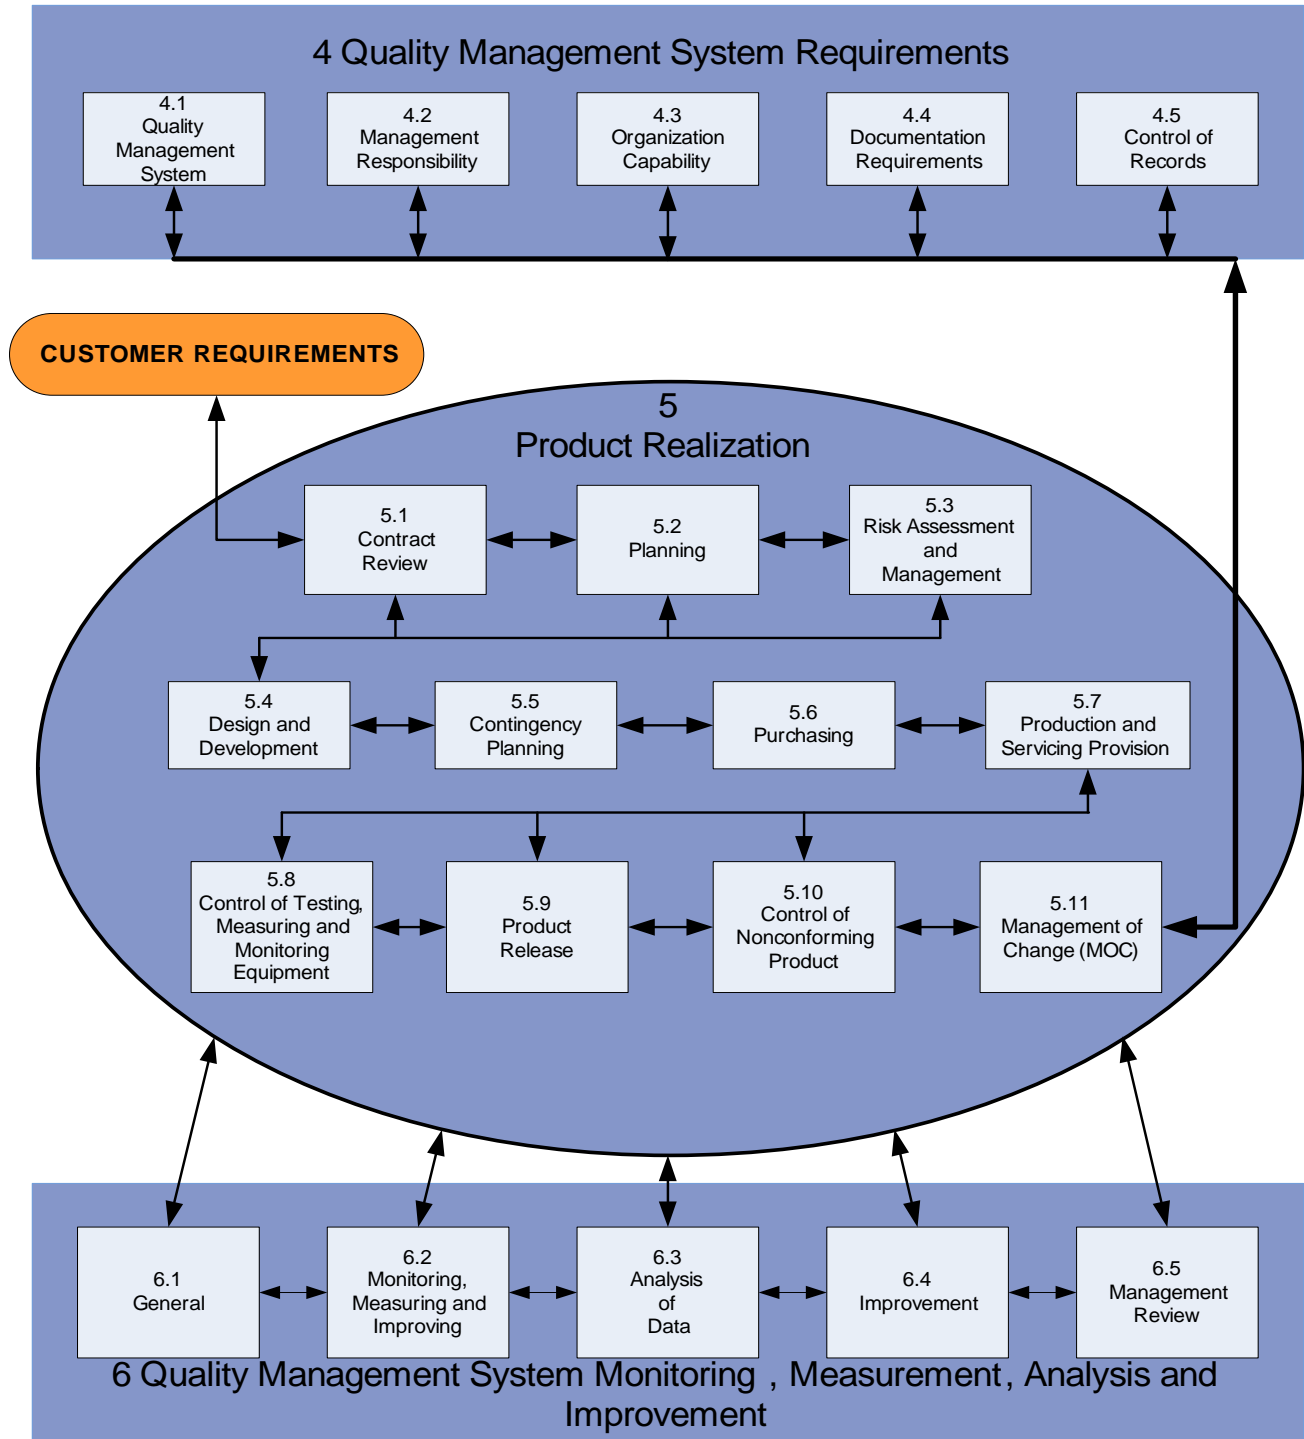 4 Quality Management System Requirements
4.1
Quality
Management
System
4.2
Management
Responsibility
4.3
Organization
Capability
4.4
Documentation
Requirements
4.5
Control of
Records
CUSTOMER REQUIREMENTS
5
Product Realization
5.1
Contract
Review
5.2
Planning
5.3
Risk Assessment
and
Management
5.4
Design and
Development
5.5
Contingency
Planning
5.6
Purchasing
5.7
Production and
Servicing Provision
5.8
Control of Testing,
Measuring and
Monitoring
Equipment
5.9
Product
Release
5.10
Control of
Nonconforming
Product
5.11
Management of
Change (MOC)
6.1
General
6.2
Monitoring,
Measuring and
Improving
6.3
Analysis
of
Data
6.4
Improvement
6.5
Management
Review
6 Quality Management System Monitoring , Measurement, Analysis and
Improvement